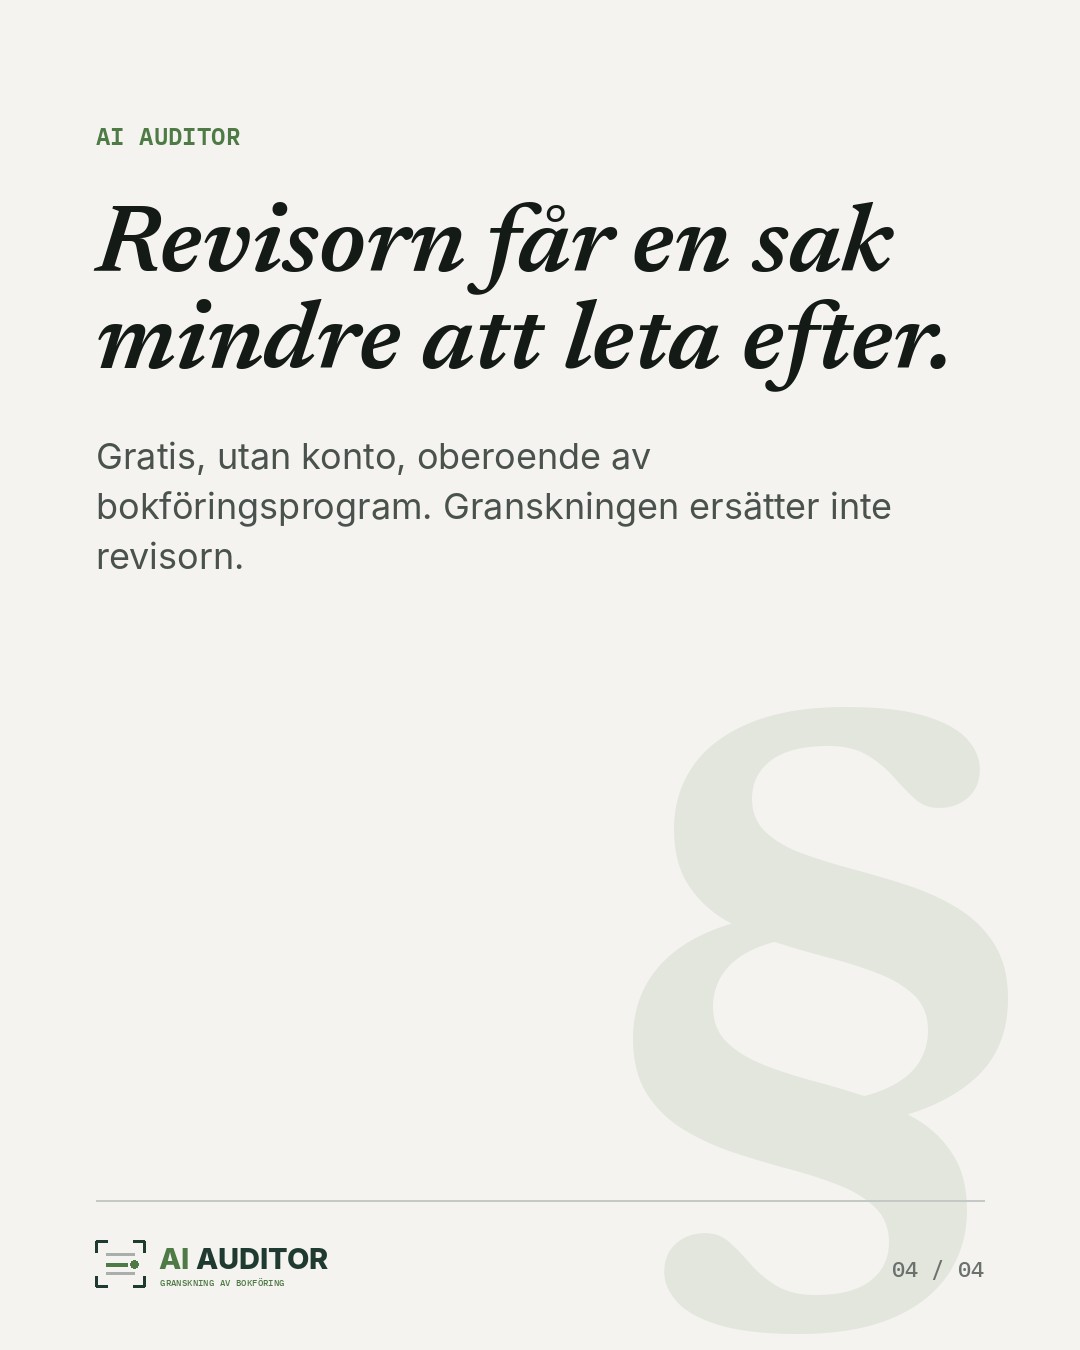 AI AUDITOR
Revisorn får en sak
mindre att leta efter.
Gratis, utan konto, oberoende av
bokföringsprogram. Granskningen ersätter inte
revisorn.
§
AI AUDITOR
GRANSKNING AV BOKFÖRING
04 / 04